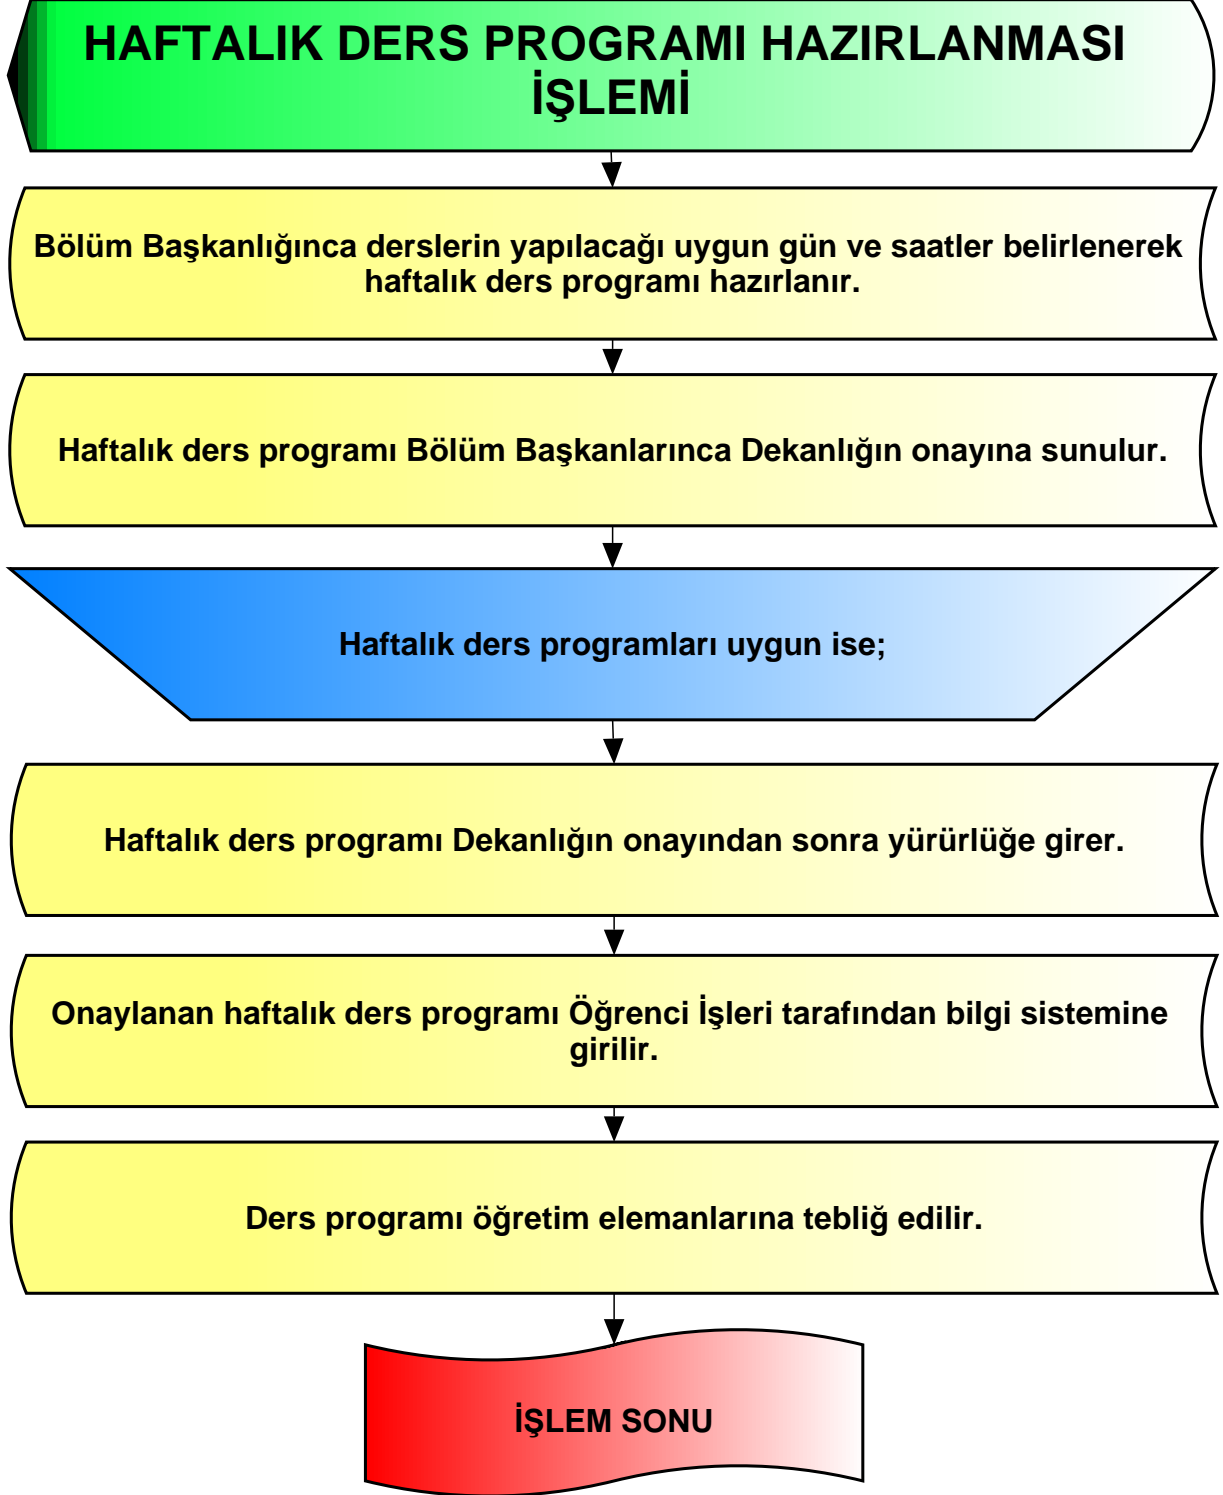 HAFTALIK DERS PROGRAMI HAZIRLANMASI
İŞLEMİ
Bölüm Başkanlığınca derslerin yapılacağı uygun gün ve saatler belirlenerek
haftalık ders programı hazırlanır.
Haftalık ders programı Bölüm Başkanlarınca Dekanlığın onayına sunulur.
Haftalık ders programları uygun ise;
Haftalık ders programı Dekanlığın onayından sonra yürürlüğe girer.
Onaylanan haftalık ders programı Öğrenci İşleri tarafından bilgi sistemine
girilir.
Ders programı öğretim elemanlarına tebliğ edilir.
İŞLEM SONU